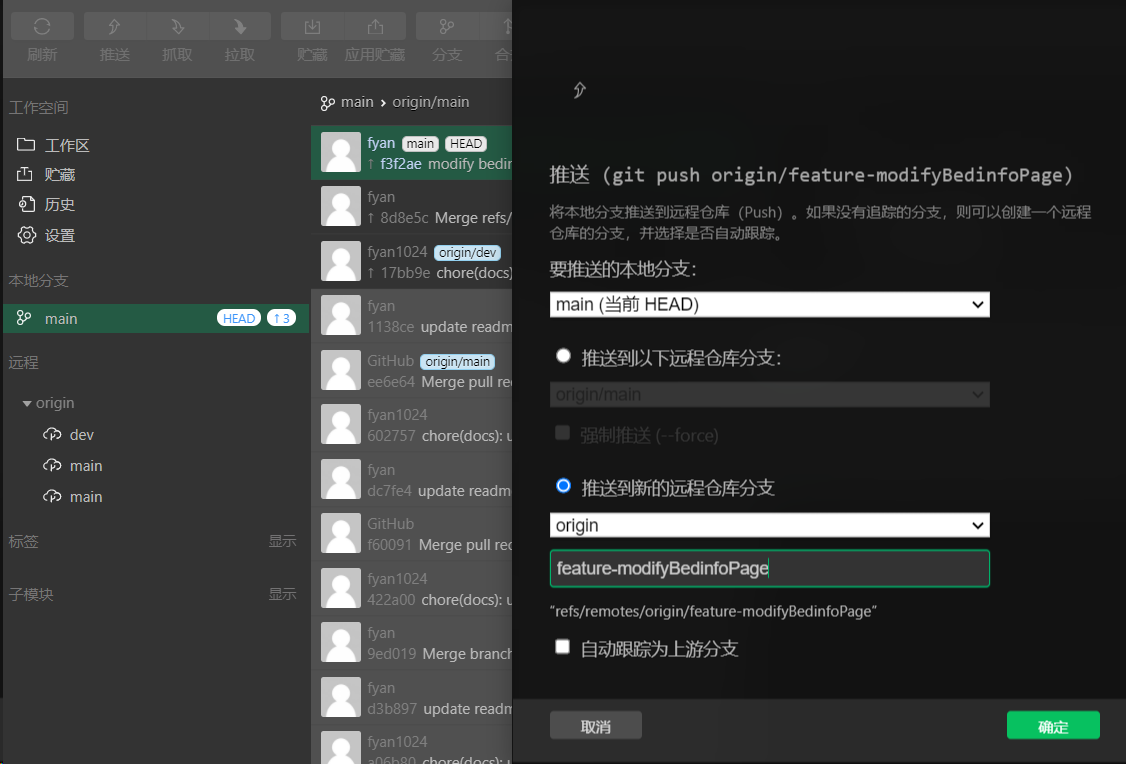 刷新
推送
抓取
拉取
贮藏
应用贮藏
分支
工作空间
工作区
贮藏
历史
设置
本地分支
main HEAD ↑ 3
远程
origin
dev
main
main
标签 显示
子模块 显示
main › origin/main
fyan main HEAD
↑ f3f2ae modify bedin
fyan
↑ 8d8e5c Merge refs/
fyan1024 origin/dev
↑ 17bb9e chore(docs)
fyan
1138ce update readm
GitHub origin/main
ee6e64 Merge pull re
fyan1024
602757 chore(docs): u
fyan
dc7fe4 update readm
GitHub
f60091 Merge pull rec
fyan1024
422a00 chore(docs): u
fyan
9ed019 Merge branch
fyan
d3b897 update readm
fyan1024
a06b80 chore(docs): u
推送 (git push origin/feature-modifyBedinfoPage)
将本地分支推送到远程仓库（Push）。如果没有追踪的分支，则可以创建一个远程
仓库的分支，并选择是否自动跟踪。
要推送的本地分支:
main (当前 HEAD)
推送到以下远程仓库分支:
origin/main
强制推送 (--force)
推送到新的远程仓库分支
origin
feature-modifyBedinfoPage
“refs/remotes/origin/feature-modifyBedinfoPage”
自动跟踪为上游分支
取消
确定